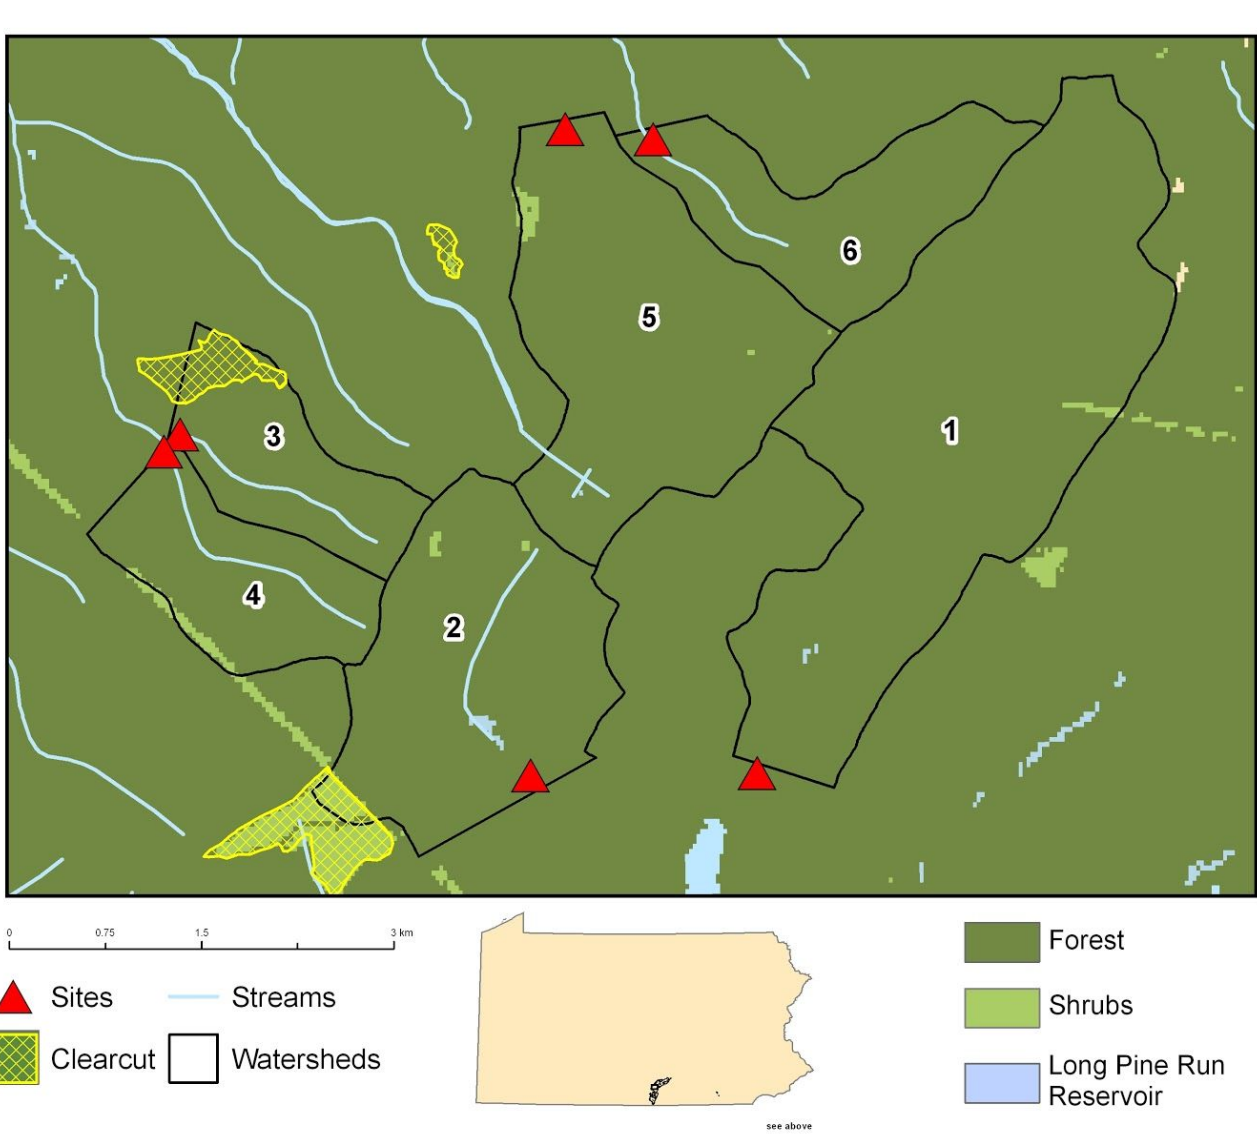 6
5
1
3
4
2
0 0.75 1.5 3 km
Sites
Streams
Clearcut
Watersheds
see above
Forest
Shrubs
Long Pine Run
Reservoir